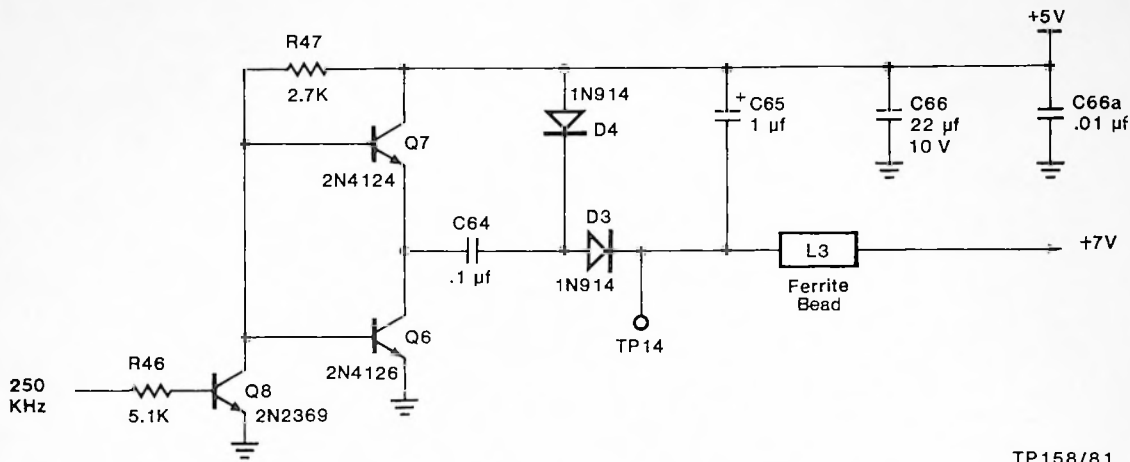 +5V
R47
2.7K
1N914
D4
+
C65
1 µf
C66
22 µf
10 V
C66a
.01 µf
Q7
2N4124
C64
.1 µf
D3
1N914
TP14
L3
Ferrite
Bead
+7V
Q6
2N4126
250
KHz
R46
5.1K
Q8
2N2369
TP158/81